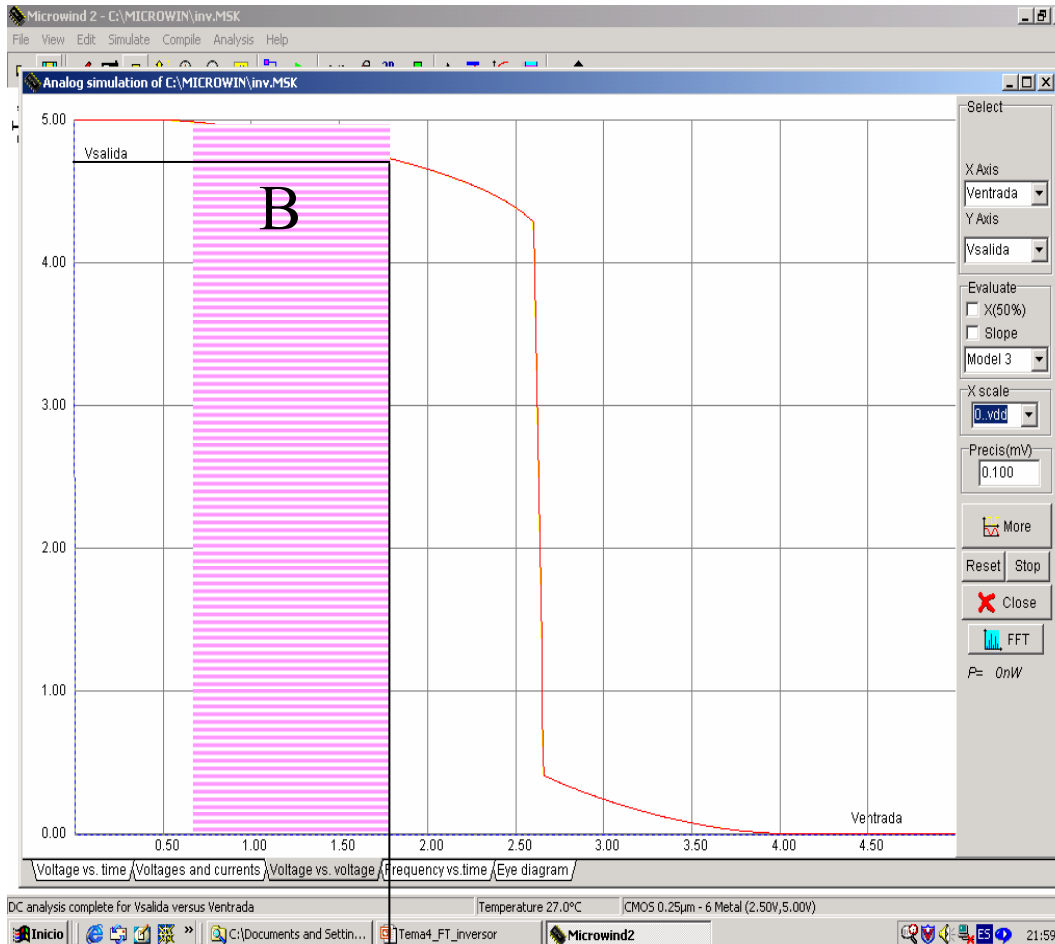 Microwind 2 - C:\MICROWIN\inv.MSK
File View Edit Simulate Compile Analysis Help
Analog simulation of C:\MICROWIN\inv.MSK
5.00
Vsalida
B
4.00
3.00
2.00
1.00
0.00
Ventrada
0.50 1.00 1.50 2.00 2.50 3.00 3.50 4.00 4.50
Select
X Axis
Ventrada
Y Axis
Vsalida
Evaluate
X(50%)
Slope
Model 3
X scale
0..vdd
Precis(mV)
0.100
More
Reset Stop
Close
FFT
P= 0nW
Voltage vs. time Voltages and currents Voltage vs. voltage Frequency vs.time Eye diagram
DC analysis complete for Vsalida versus Ventrada Temperature 27.0°C CMOS 0.25µm - 6 Metal (2.50V,5.00V)
Inicio » C:\Documents and Settin... Tema4_FT_inversor Microwind2 ES 21:59